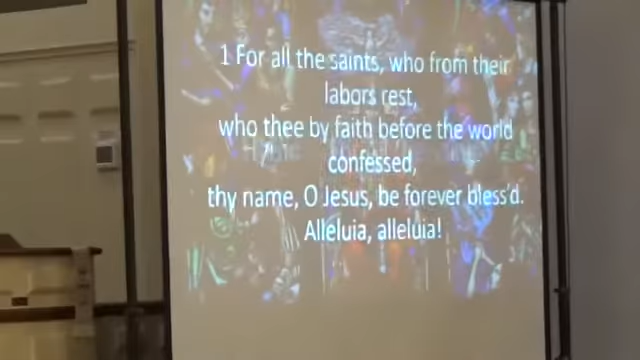 1 For all the saints, who from their
labors rest,
who thee by faith before the world
confessed,
thy name, O Jesus, be forever bless'd.
Alleluia, alleluia!